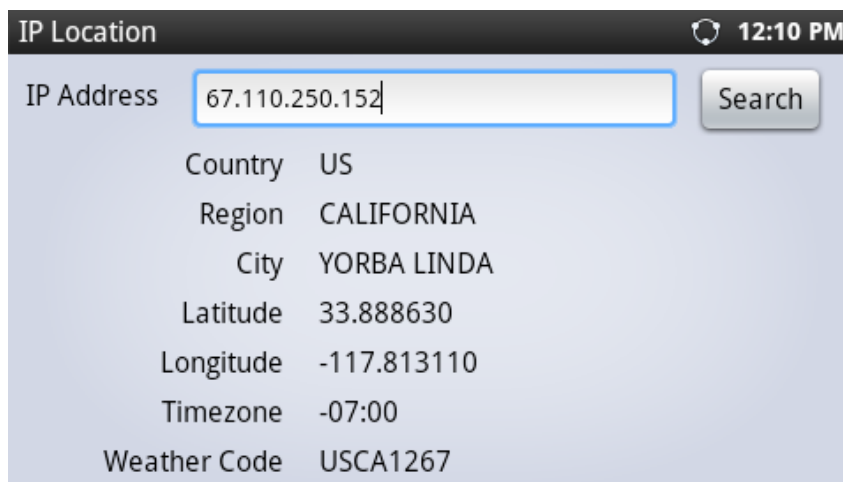 IP Location 12:10 PM
IP Address 67.110.250.152 Search
Country US
Region CALIFORNIA
City YORBA LINDA
Latitude 33.888630
Longitude -117.813110
Timezone -07:00
Weather Code USCA1267